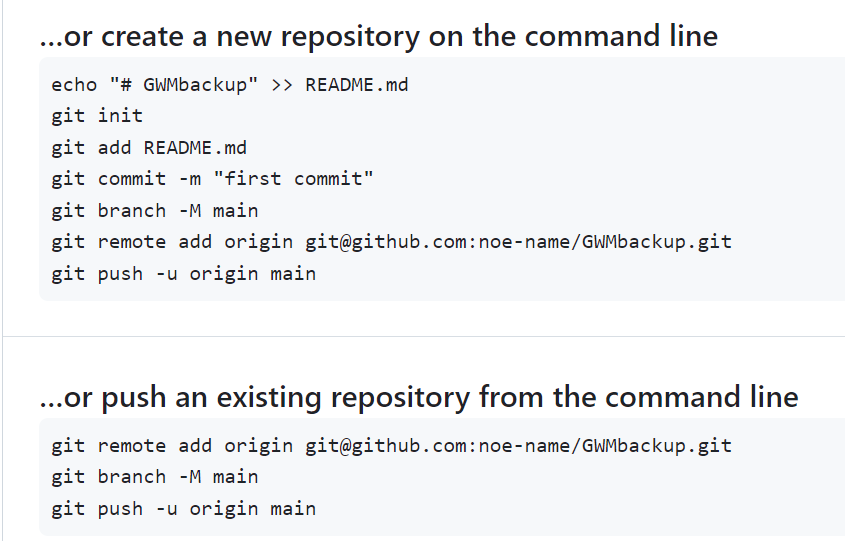 ...or create a new repository on the command line
echo "# GWMbackup" >> README.md
git init
git add README.md
git commit -m "first commit"
git branch -M main
git remote add origin git@github.com:noe-name/GWMbackup.git
git push -u origin main
...or push an existing repository from the command line
git remote add origin git@github.com:noe-name/GWMbackup.git
git branch -M main
git push -u origin main